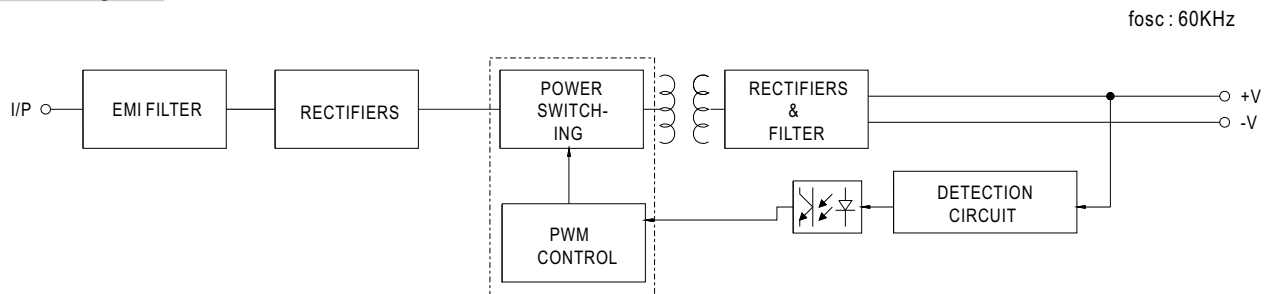 fosc : 60KHz
I/P
EMI FILTER
RECTIFIERS
POWER
SWITCH-
ING
RECTIFIERS
&
FILTER
+V
-V
DETECTION
CIRCUIT
PWM
CONTROL